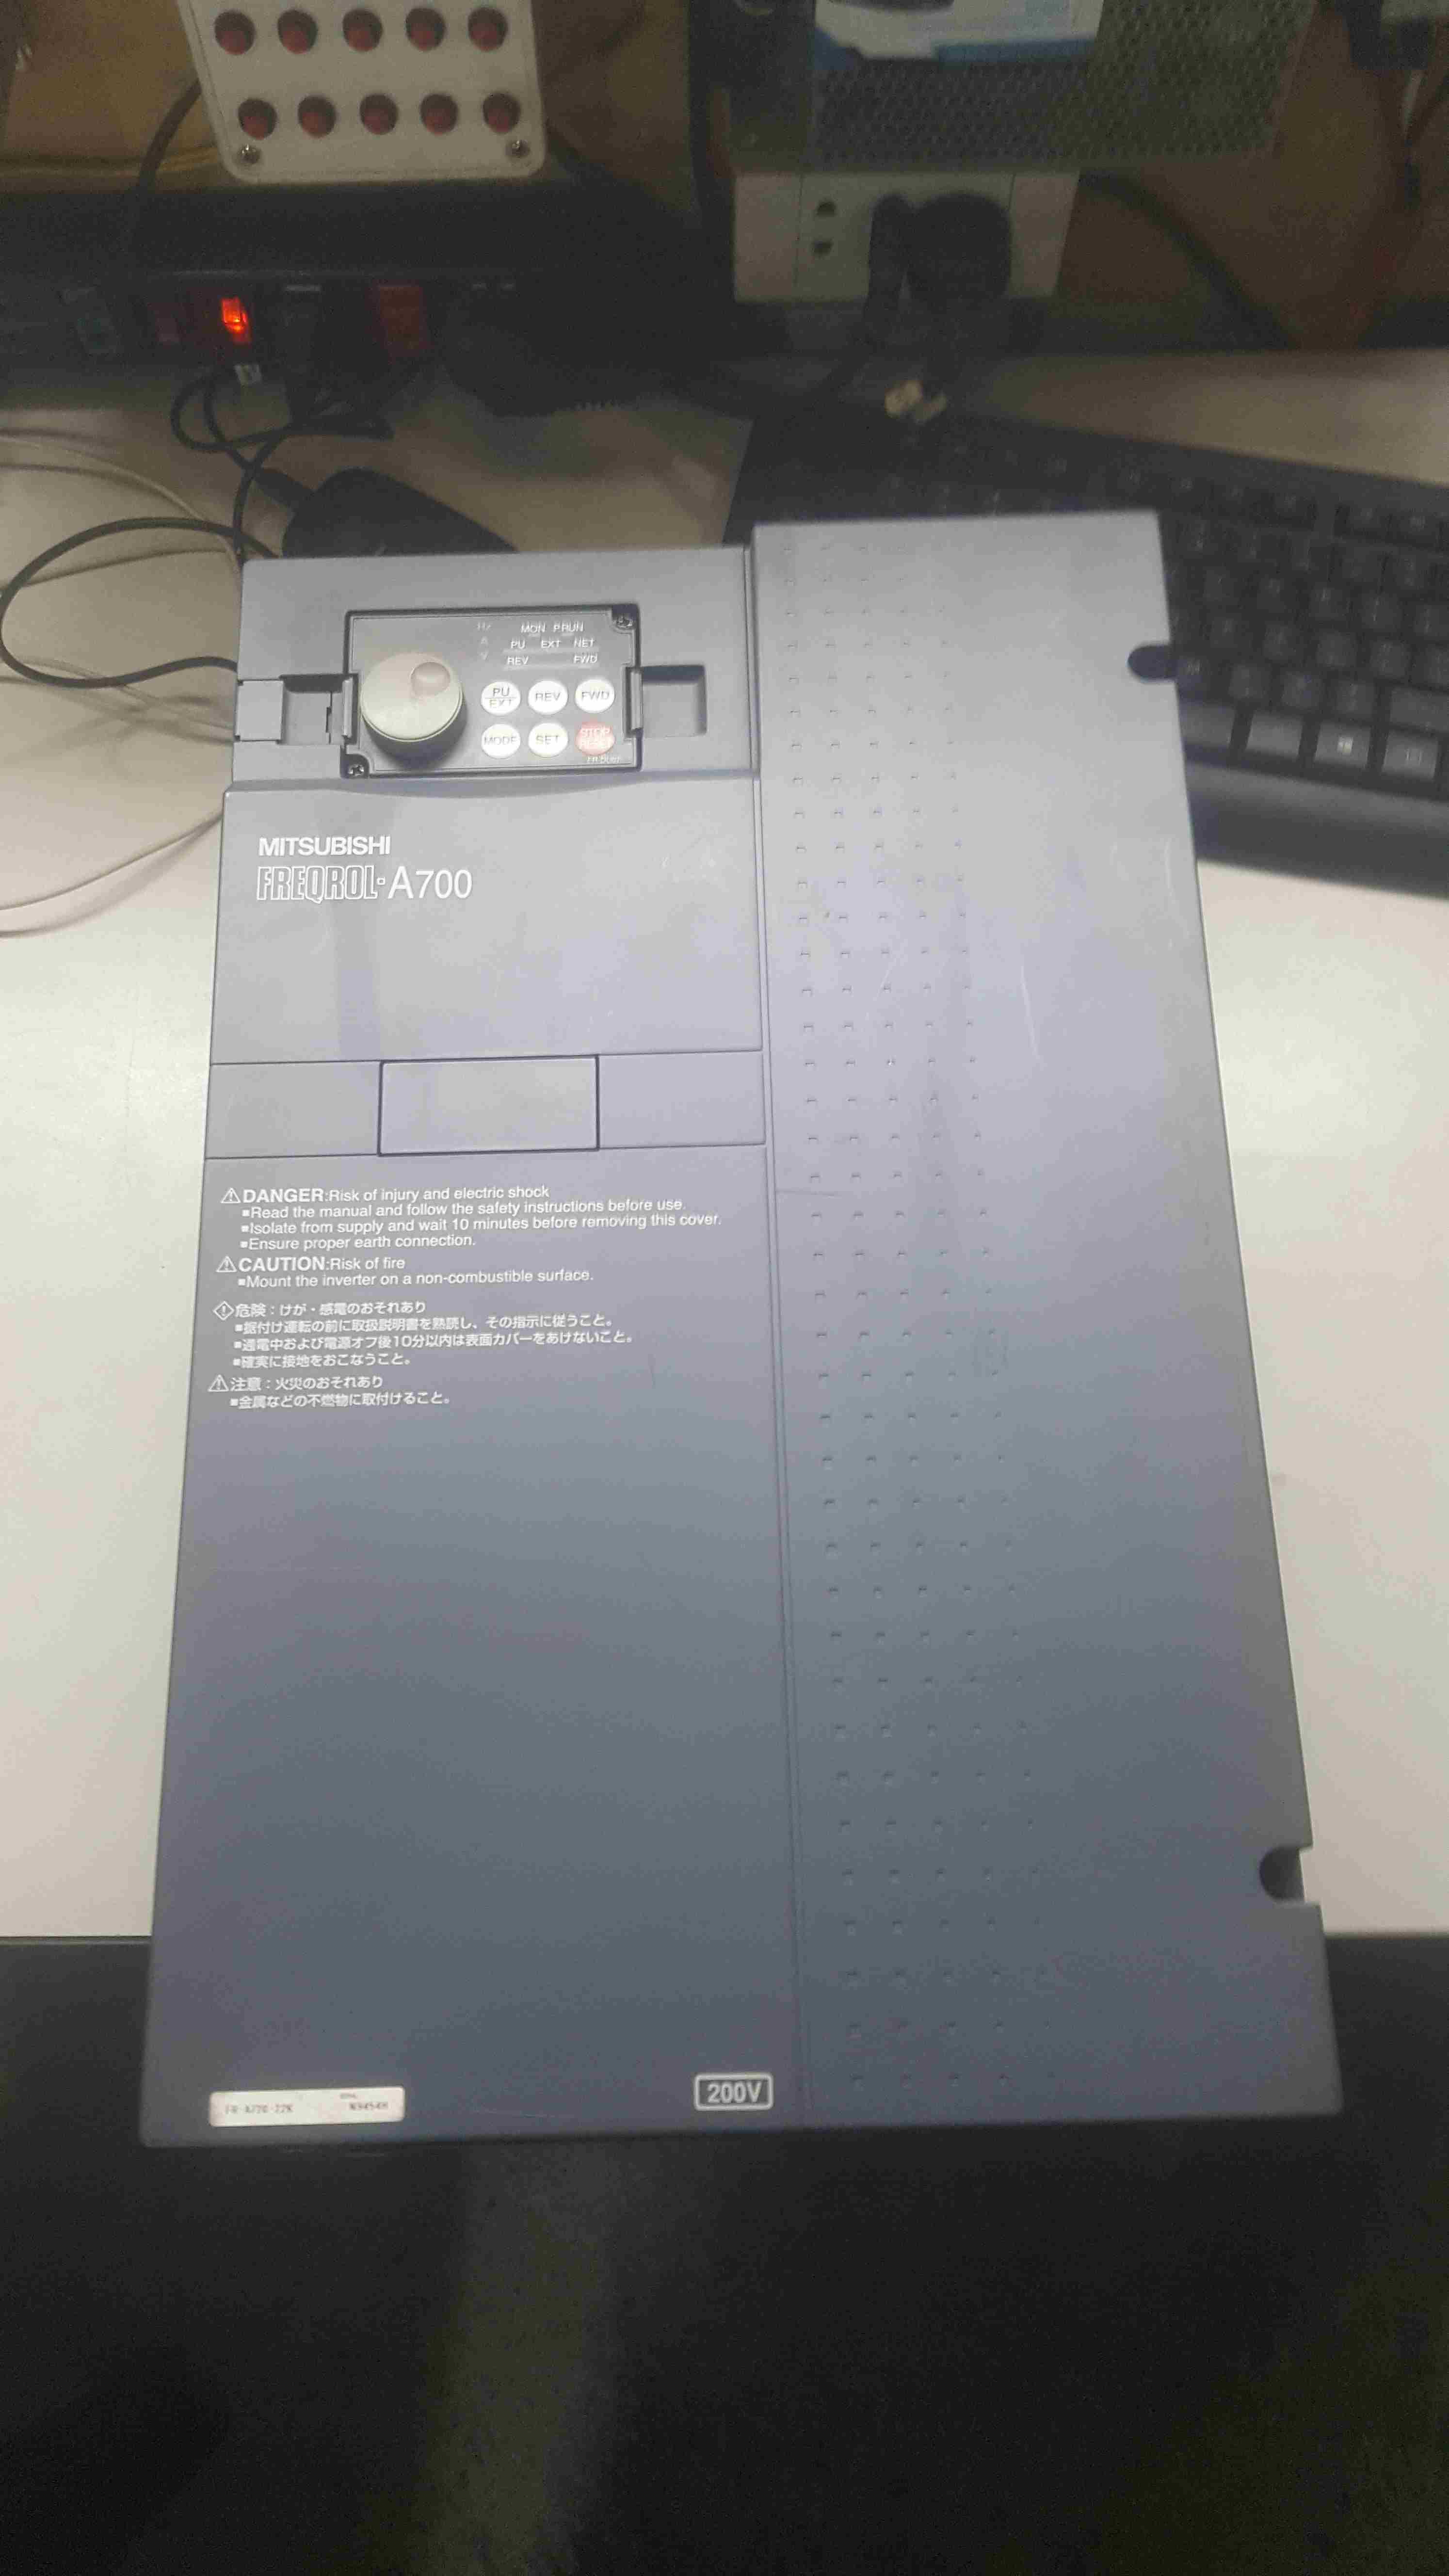 Hz MON P.RUN
A PU EXT NET
V REV FWD
PU
EXT REV FWD
MODE SET STOP
RESET
MITSUBISHI
FREQROL-A700
⚠DANGER:Risk of injury and electric shock
■Read the manual and follow the safety instructions before use.
■Isolate from supply and wait 10 minutes before removing this cover.
■Ensure proper earth connection.
⚠CAUTION:Risk of fire
■Mount the inverter on a non-combustible surface.
危険：けが・感電のおそれあり
■据付け運転の前に取扱説明書を熟読し、その指示に従うこと。
■通電中および電源オフ後10分以内は表面カバーをあけないこと。
■確実に接地をおこなうこと。
⚠注意：火災のおそれあり
■金属などの不燃物に取付けること。
FR-A720-22K
200V